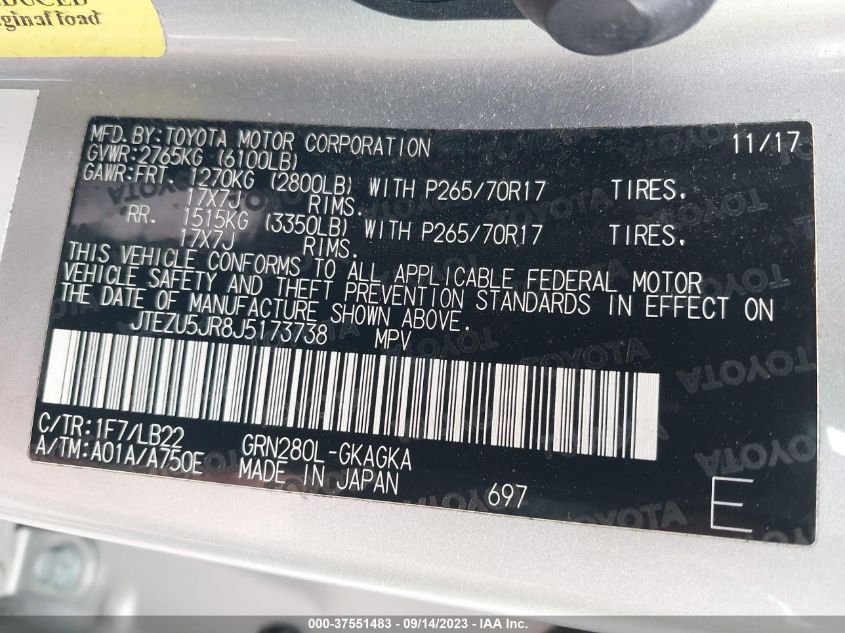 original load
MFD. BY:TOYOTA MOTOR CORPORATION 11/17
GVWR:2765KG (6100LB)
GAWR:FRT. 1270KG (2800LB) WITH P265/70R17 TIRES.
17X7J RIMS.
RR. 1515KG (3350LB) WITH P265/70R17 TIRES.
17X7J RIMS.
THIS VEHICLE CONFORMS TO ALL APPLICABLE FEDERAL MOTOR
VEHICLE SAFETY AND THEFT PREVENTION STANDARDS IN EFFECT ON
THE DATE OF MANUFACTURE SHOWN ABOVE.
JTEZU5JR8J5173738 MPV
C/TR:1F7/LB22 GRN280L-GKAGKA
A/TM:A01A/A750E MADE IN JAPAN 697 E
000 - 37551483 - 09/14/2023 - IAA Inc.